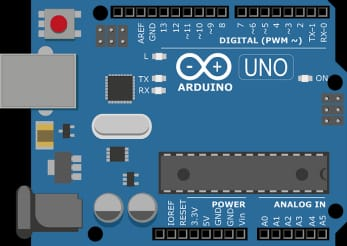 AREF
GND
13
12
~11
~10
~9
8
7
~6
~5
4
~3
2
TX-1
RX-0
DIGITAL (PWM ~)
L
TX
RX
ARDUINO
UNO
ON
POWER
ANALOG IN
IOREF
RESET
3.3V
5V
GND
GND
Vin
A0
A1
A2
A3
A4
A5